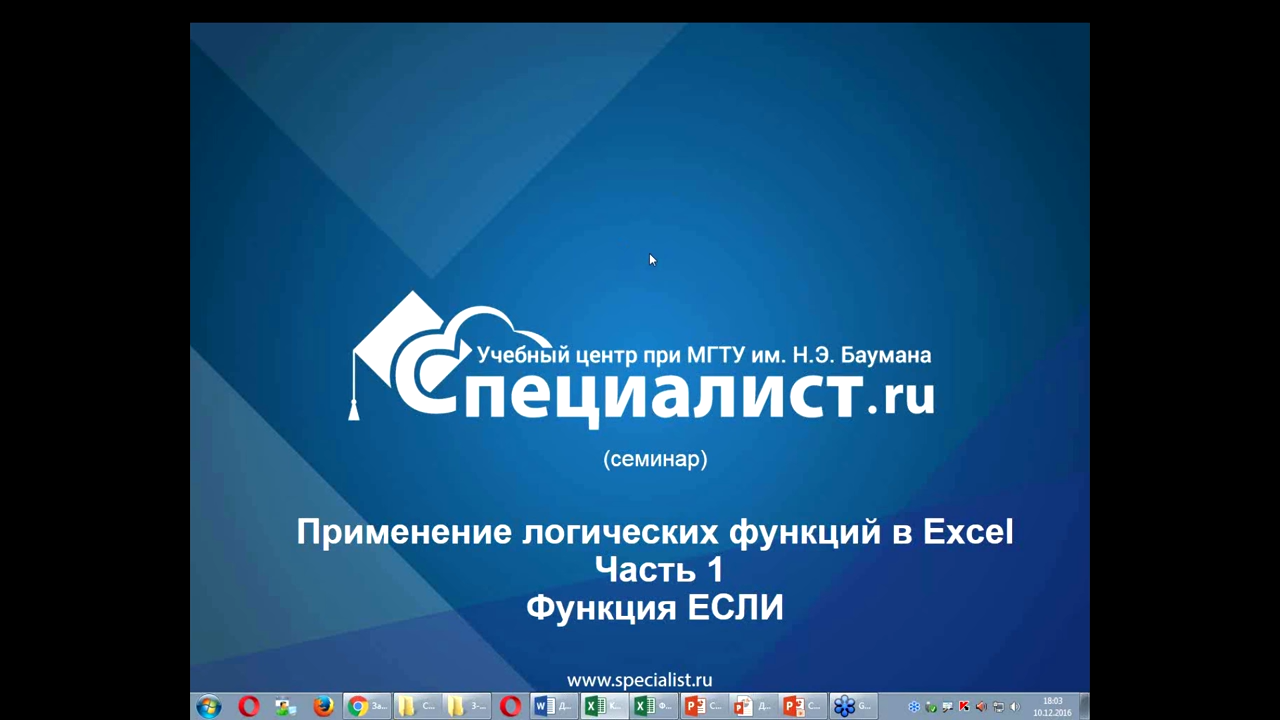 Учебный центр при МГТУ им. Н.Э. Баумана
Специалист.ru
(семинар)
Применение логических функций в Excel
Часть 1
Функция ЕСЛИ
www.specialist.ru
За...
С...
З-...
Д...
К...
Ф...
С...
Д...
С...
G...
18:03
10.12.2016